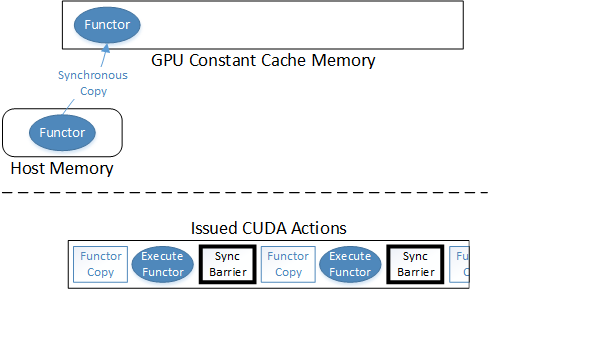 Functor
GPU Constant Cache Memory
Synchronous
Copy
Functor
Host Memory
Issued CUDA Actions
Functor
Copy
Execute
Functor
Sync
Barrier
Functor
Copy
Execute
Functor
Sync
Barrier
Fu
C